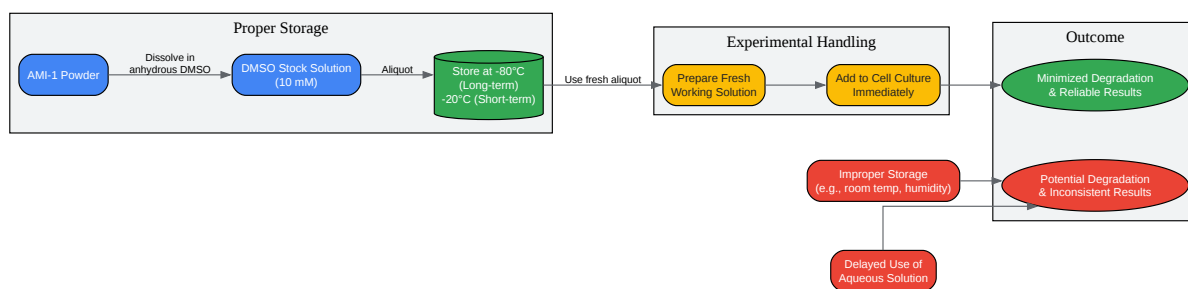 Proper Storage
AMI-1 Powder
Dissolve in
anhydrous DMSO
DMSO Stock Solution
(10 mM)
Aliquot
Store at -80°C
(Long-term)
-20°C (Short-term)
Use fresh aliquot
Experimental Handling
Prepare Fresh
Working Solution
Add to Cell Culture
Immediately
Outcome
Minimized Degradation
& Reliable Results
Improper Storage
(e.g., room temp, humidity)
Potential Degradation
& Inconsistent Results
Delayed Use of
Aqueous Solution